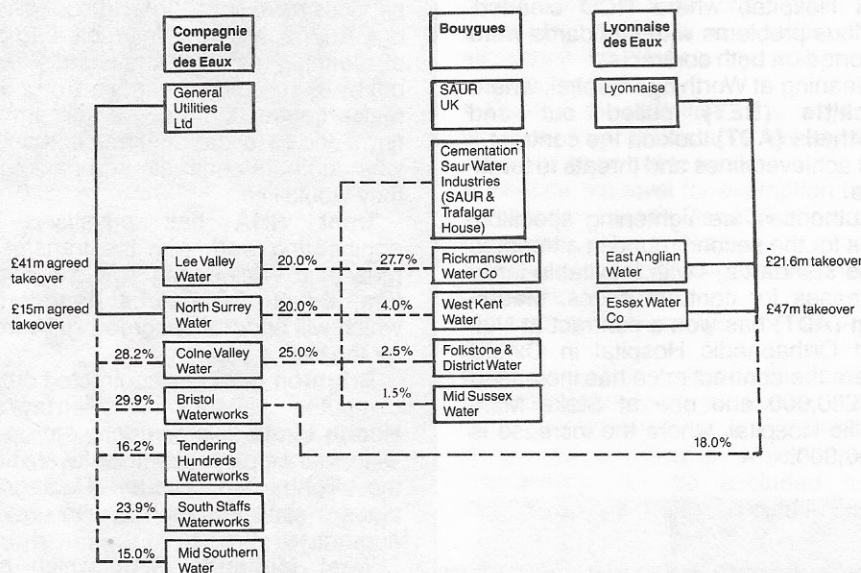 Compagnie
Generale
des Eaux
Bouygues
Lyonnaise
des Eaux
General
Utilities
Ltd
SAUR
UK
Lyonnaise
Cementation
Saur Water
Industries
(SAUR &
Trafalgar
House)
£41m agreed
takeover
Lee Valley
Water
20.0%
27.7%
Rickmansworth
Water Co
East Anglian
Water
£21.6m takeover
£15m agreed
takeover
North Surrey
Water
20.0%
4.0%
West Kent
Water
Essex Water
Co
£47m takeover
28.2%
Colne Valley
Water
25.0%
2.5%
Folkstone &
District Water
29.9%
Bristol
Waterworks
1.5%
Mid Sussex
Water
16.2%
Tendering
Hundreds
Waterworks
18.0%
23.9%
South Staffs
Waterworks
15.0%
Mid Southern
Water